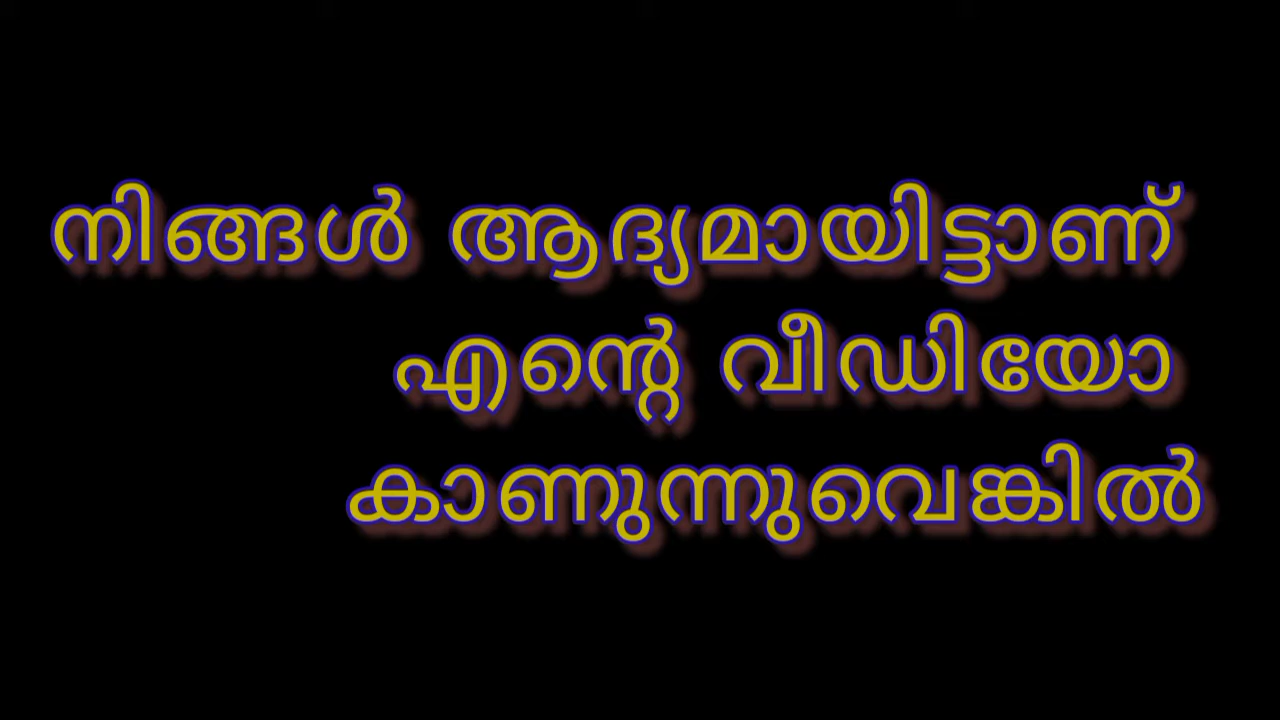 നിങ്ങൾ ആദ്യമായിട്ടാണ്
എന്റെ വീഡിയോ
കാണുന്നുവെങ്കിൽ